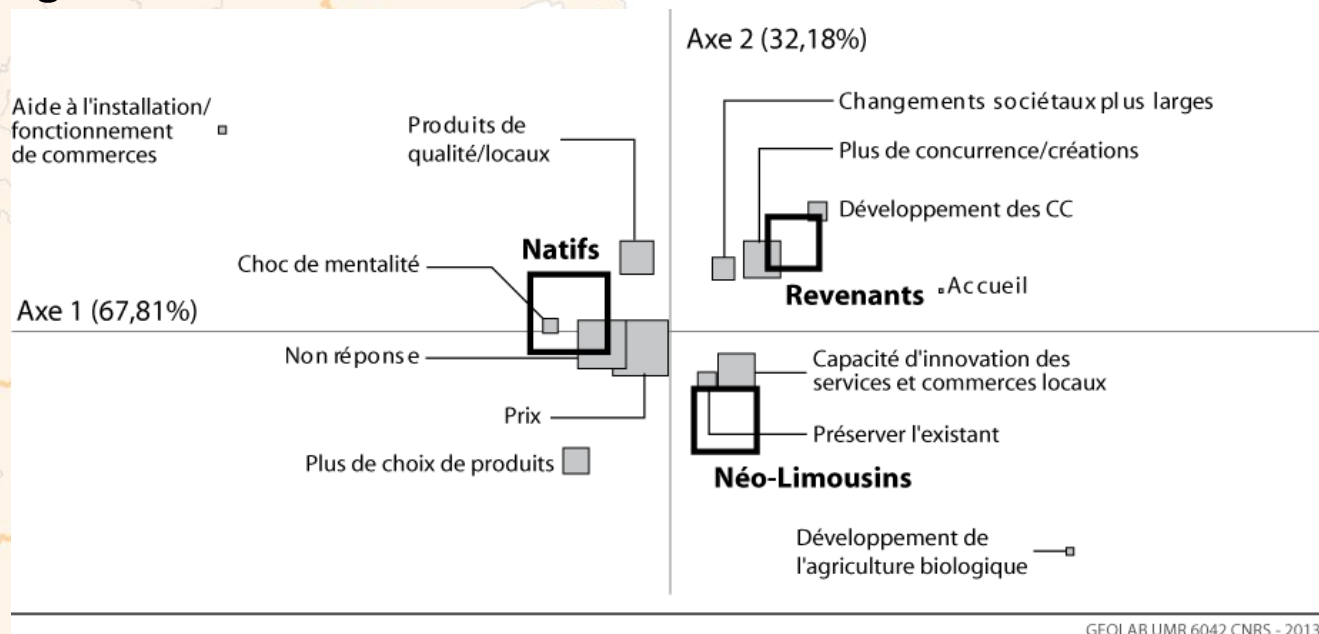 Axe 2 (32,18%)
Aide à l'installation/
fonctionnement
de commerces
Produits de
qualité/locaux
Changements sociétaux plus larges
Plus de concurrence/créations
Développement des CC
Natifs
Choc de mentalité
Revenants
Accueil
Axe 1 (67,81%)
Non réponse
Capacité d'innovation des
services et commerces locaux
Prix
Préserver l'existant
Plus de choix de produits
Néo-Limousins
Développement de
l'agriculture biologique
GEOLAB UMR 6042 CNRS - 2013